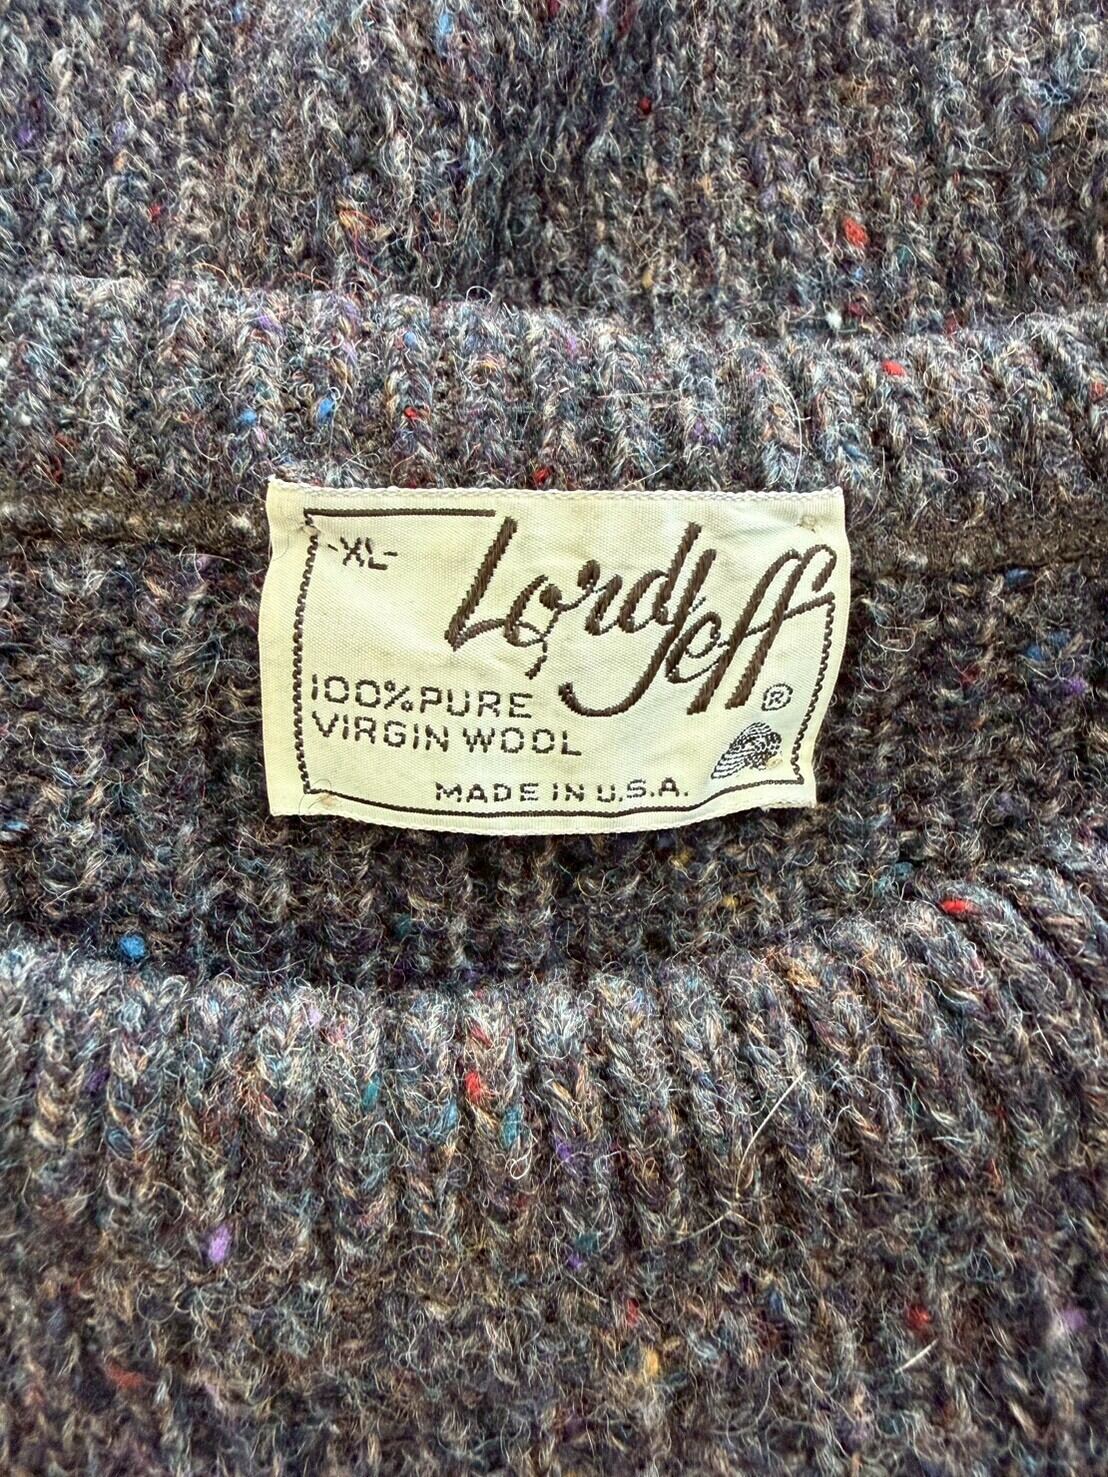 -XL-
Lord Jeff
®
100% PURE
VIRGIN WOOL
MADE IN U.S.A.